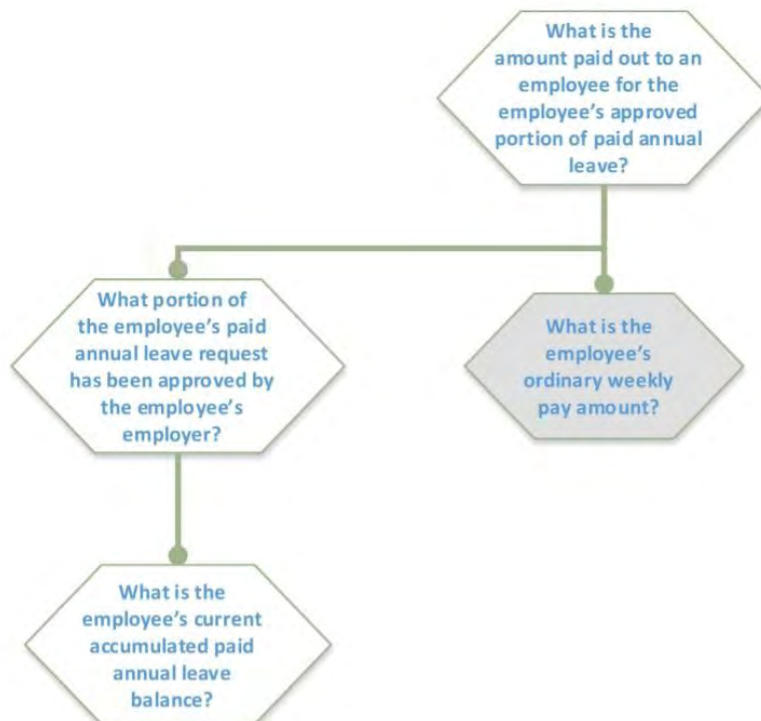 What is the
amount paid out to an
employee for the
employee's approved
portion of paid annual
leave?
What portion of
the employee's paid
annual leave request
has been approved by
the employee's
employer?
What is the
employee's
ordinary weekly
pay amount?
What is the
employee's current
accumulated paid
annual leave
balance?